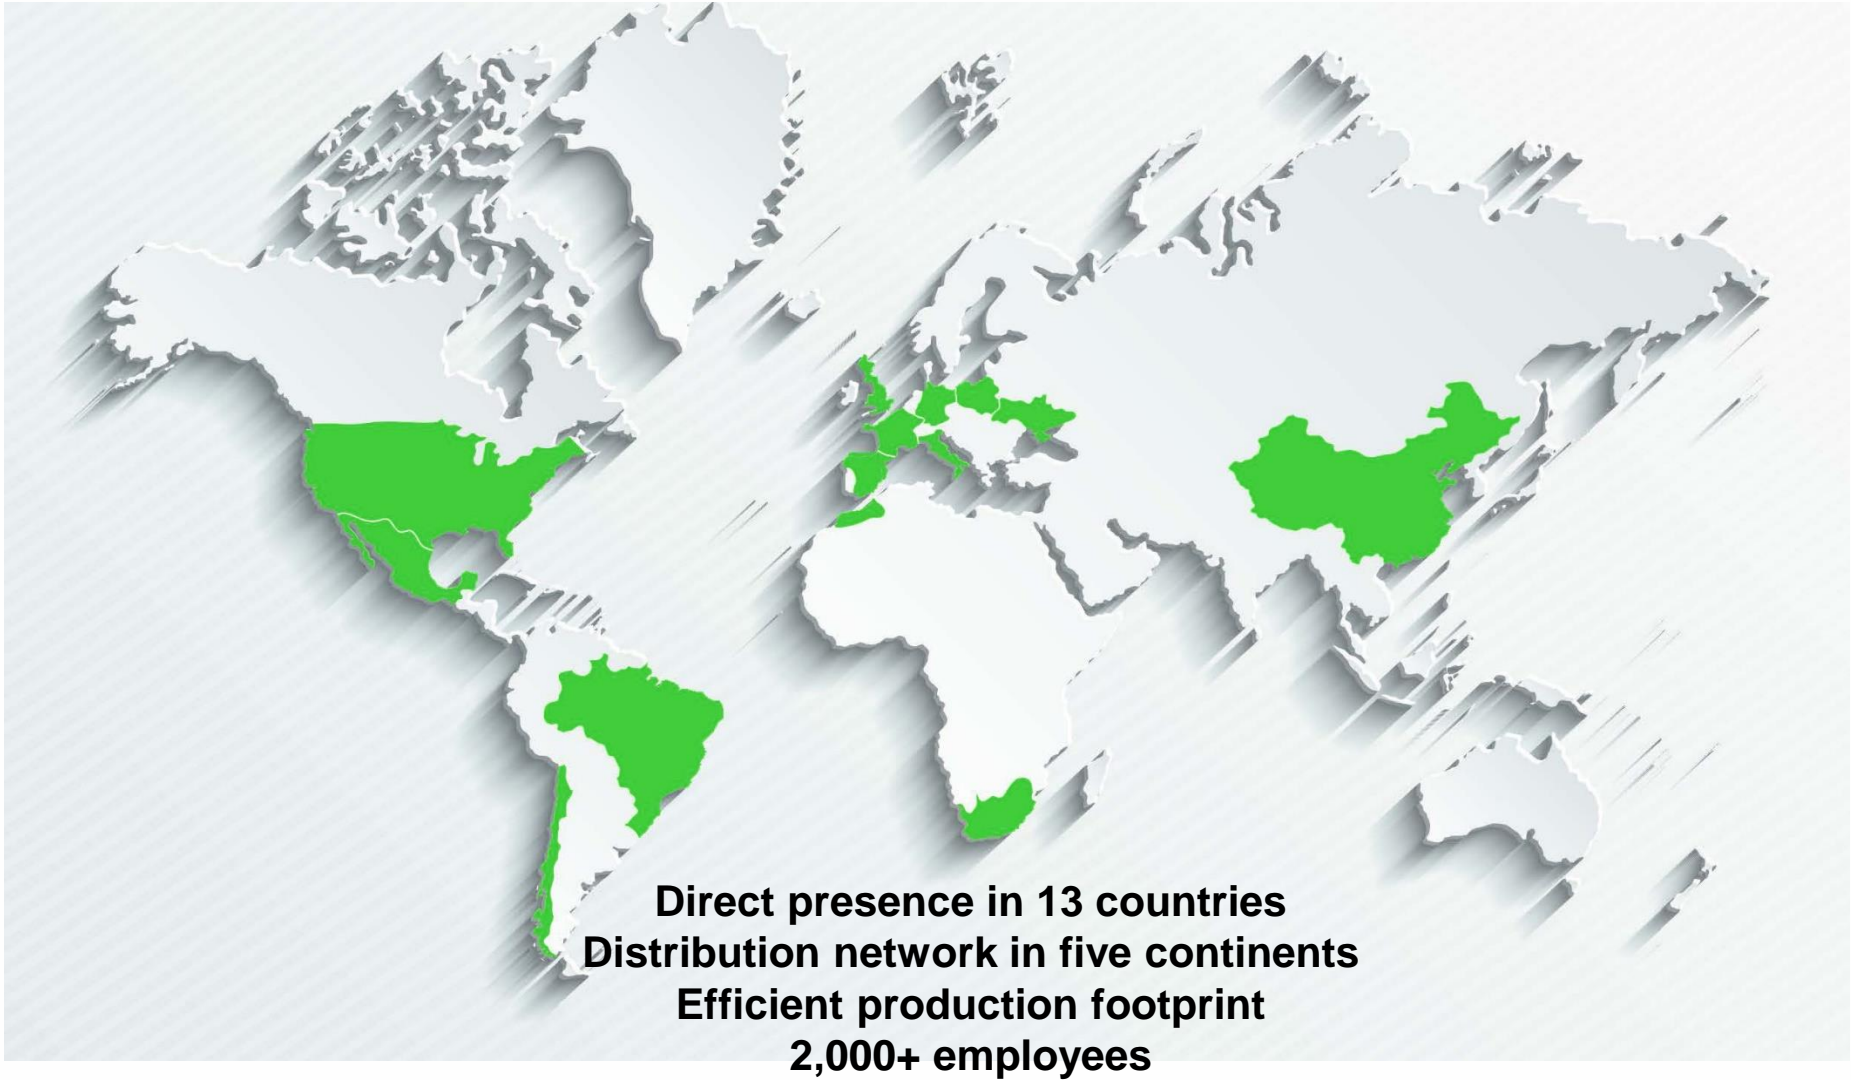 Direct presence in 13 countries
Distribution network in five continents
Efficient production footprint
2,000+ employees